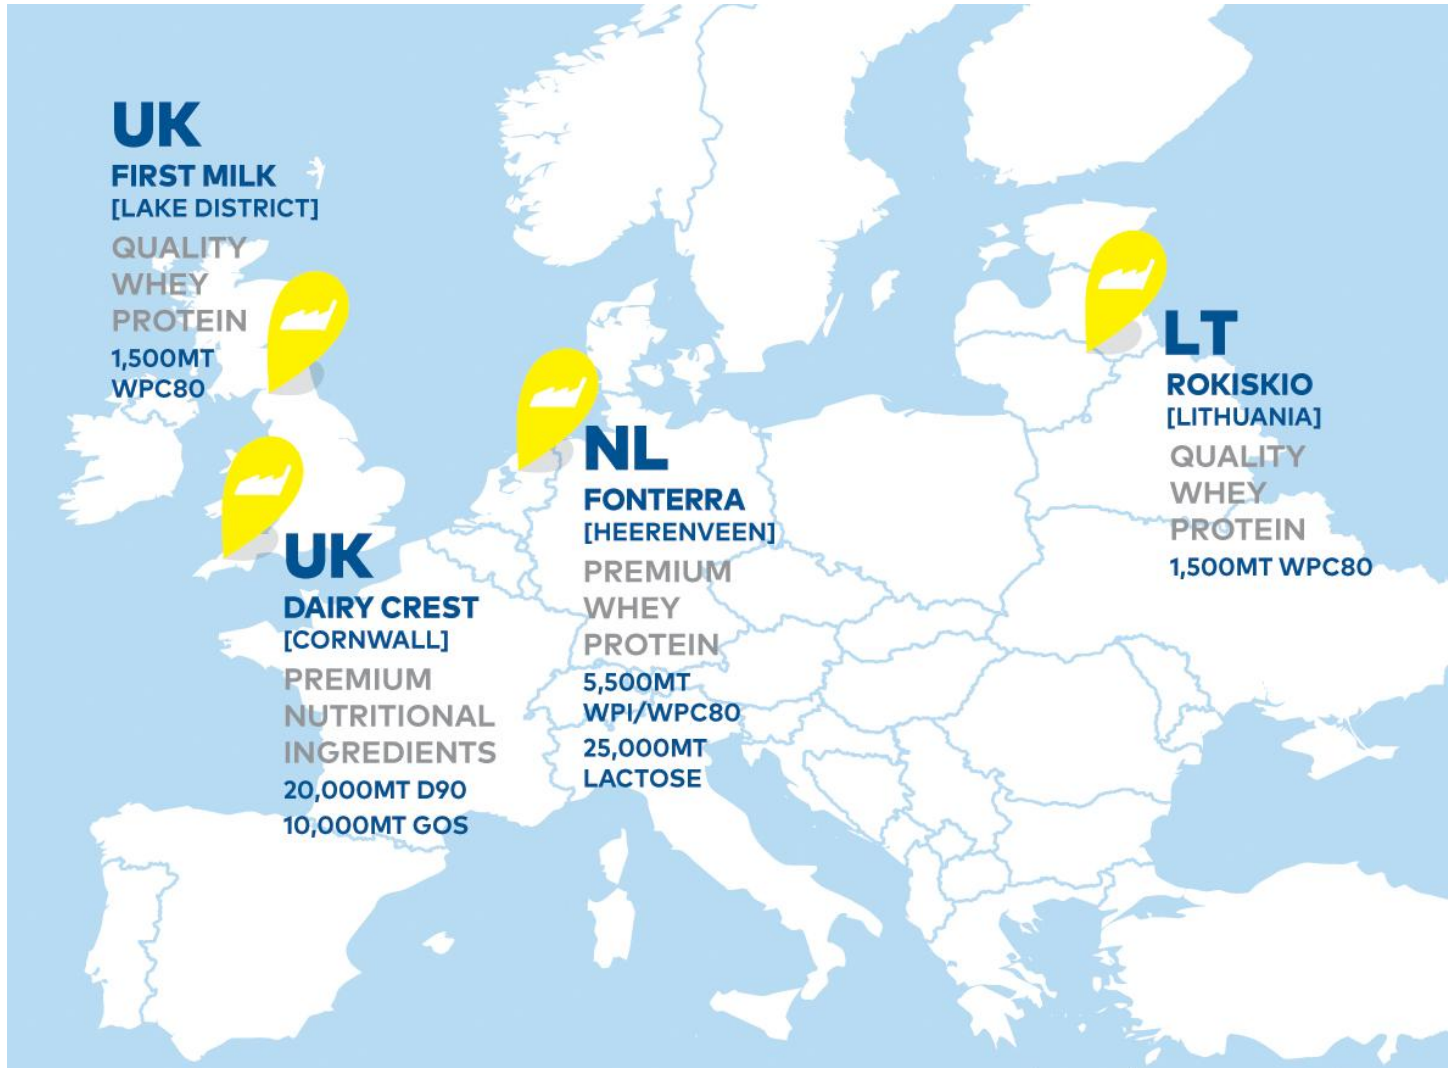 UK
FIRST MILK
[LAKE DISTRICT]
QUALITY
WHEY
PROTEIN
1,500MT
WPC80
UK
DAIRY CREST
[CORNWALL]
PREMIUM
NUTRITIONAL
INGREDIENTS
20,000MT D90
10,000MT GOS
NL
FONTERRA
[HEERENVEEN]
PREMIUM
WHEY
PROTEIN
5,500MT
WPI/WPC80
25,000MT
LACTOSE
LT
ROKISKIO
[LITHUANIA]
QUALITY
WHEY
PROTEIN
1,500MT WPC80